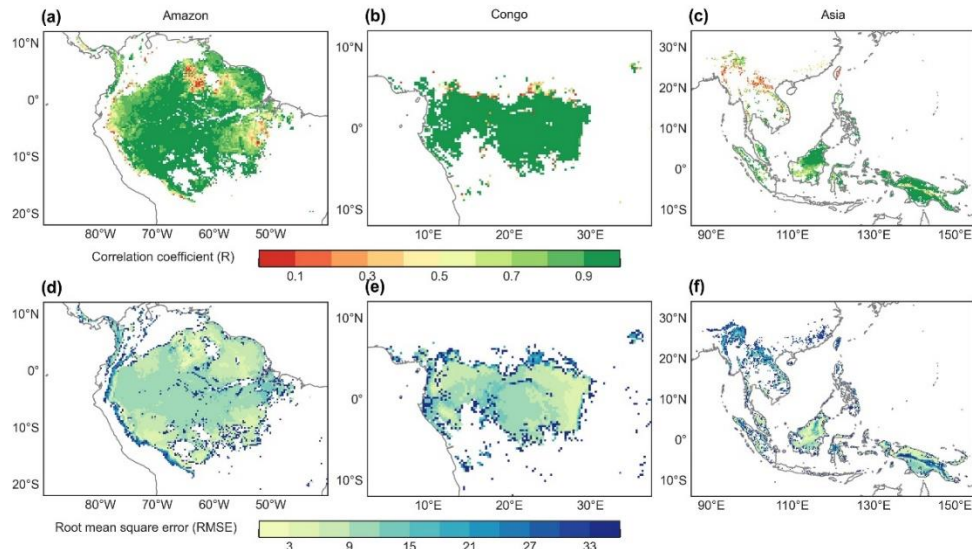 (a) Amazon (b) Congo (c) Asia
10°N 10°N 30°N
20°N
0° 0° 10°N
10°S 0°
20°S 10°S 10°S
80°W 70°W 60°W 50°W 10°E 20°E 30°E 90°E 110°E 130°E 150°E
Correlation coefficient (R)
0.1 0.3 0.5 0.7 0.9
(d) (e) (f)
10°N 10°N 30°N
20°N
0° 0° 10°N
10°S 0°
20°S 10°S 10°S
80°W 70°W 60°W 50°W 10°E 20°E 30°E 90°E 110°E 130°E 150°E
Root mean square error (RMSE)
3 9 15 21 27 33